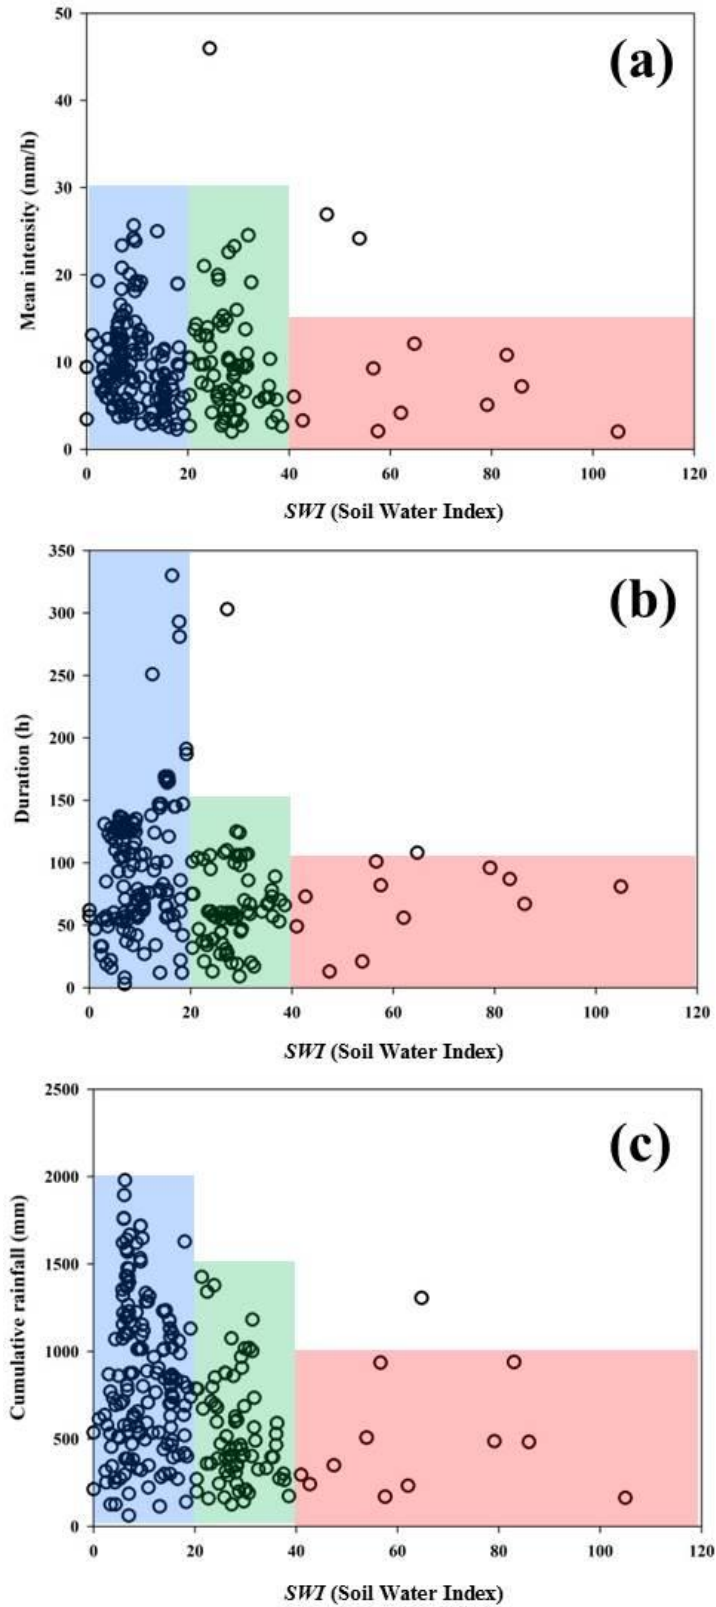 50
(a)
40
Mean intensity (mm/h)
30
20
10
0
0 20 40 60 80 100 120
SWI (Soil Water Index)
350
(b)
300
250
Duration (h)
200
150
100
50
0
0 20 40 60 80 100 120
SWI (Soil Water Index)
2500
(c)
2000
Cumulative rainfall (mm)
1500
1000
500
0
0 20 40 60 80 100 120
SWI (Soil Water Index)